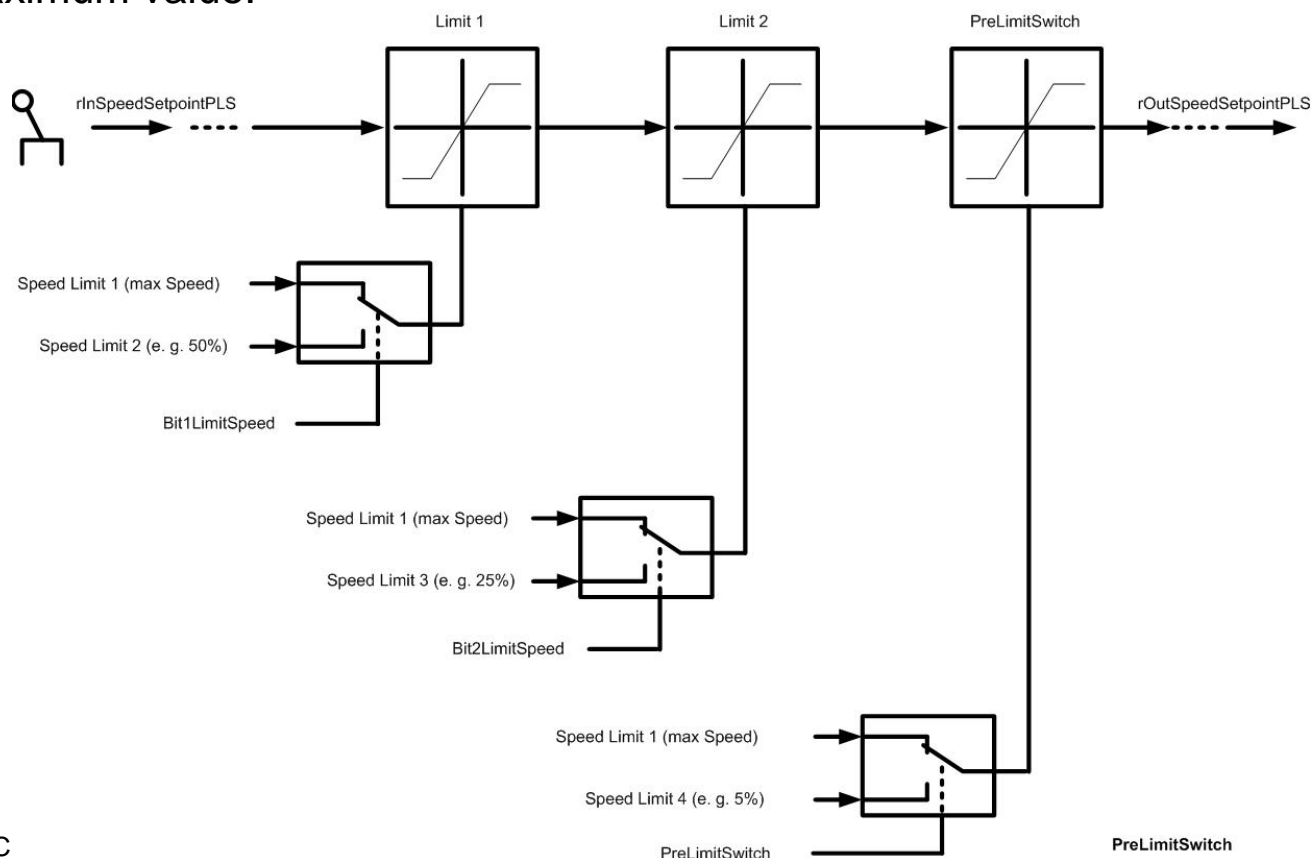 ximum value.
Limit 1
Limit 2
PreLimitSwitch
rInSpeedSetpointPLS
rOutSpeedSetpointPLS
Speed Limit 1 (max Speed)
Speed Limit 2 (e. g. 50%)
Bit1LimitSpeed
Speed Limit 1 (max Speed)
Speed Limit 3 (e. g. 25%)
Bit2LimitSpeed
Speed Limit 1 (max Speed)
Speed Limit 4 (e. g. 5%)
C
PreLimitSwitch
PreLimitSwitch